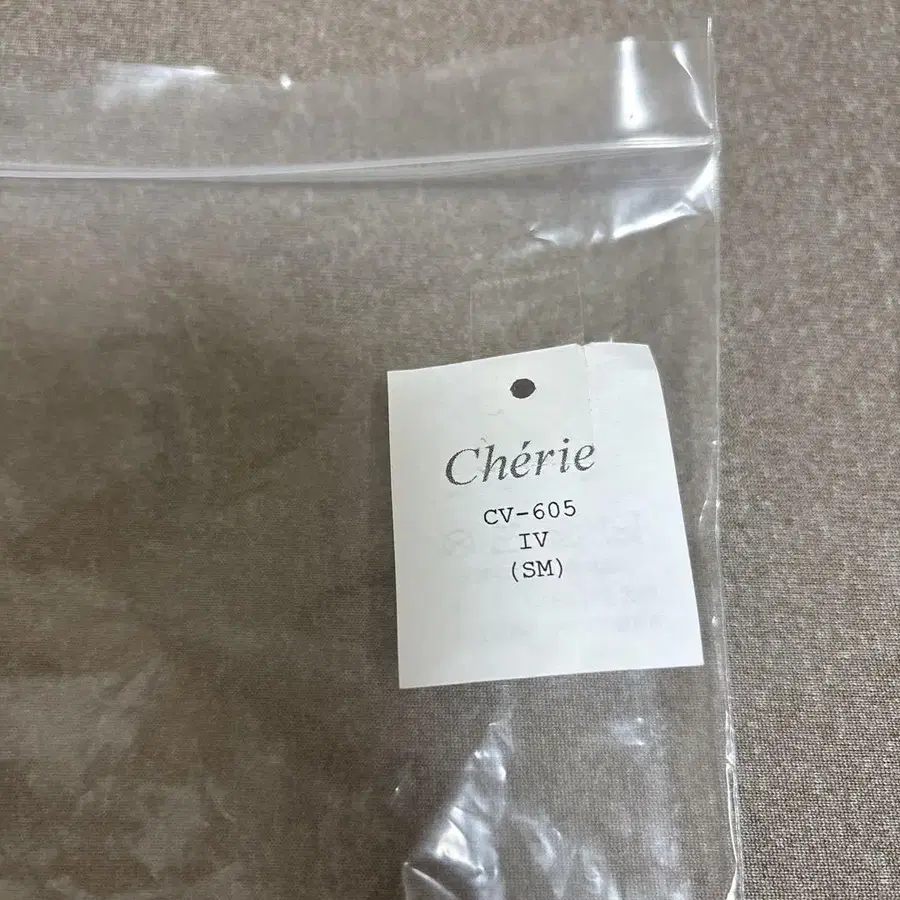 Chérie
CV-605
IV
(SM)